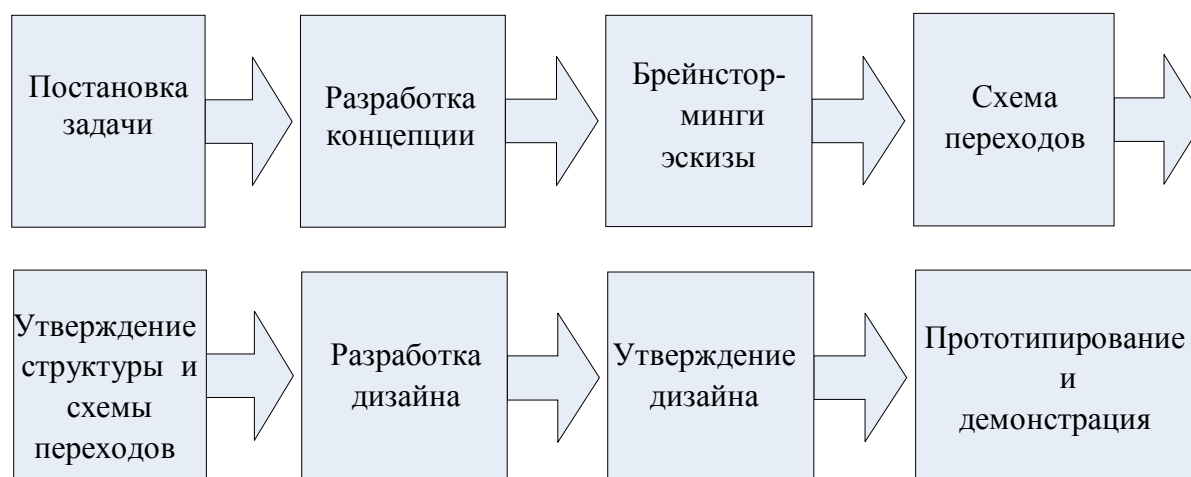 Постановка
задачи
Разработка
концепции
Брейнстор-
минги
эскизы
Схема
переходов
Утверждение
структуры и
схемы
переходов
Разработка
дизайна
Утверждение
дизайна
Прототипирование
и
демонстрация